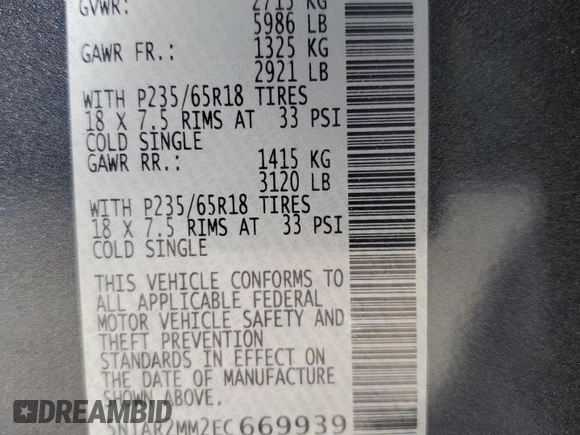 GVWR: 2715 KG
5986 LB
GAWR FR.: 1325 KG
2921 LB
WITH P235/65R18 TIRES
18 X 7.5 RIMS AT 33 PSI
COLD SINGLE
GAWR RR.: 1415 KG
3120 LB
WITH P235/65R18 TIRES
18 X 7.5 RIMS AT 33 PSI
COLD SINGLE
THIS VEHICLE CONFORMS TO
ALL APPLICABLE FEDERAL
MOTOR VEHICLE SAFETY AND
THEFT PREVENTION
STANDARDS IN EFFECT ON
THE DATE OF MANUFACTURE
SHOWN ABOVE.
5N1AR2MM2EC669939
DREAMBID